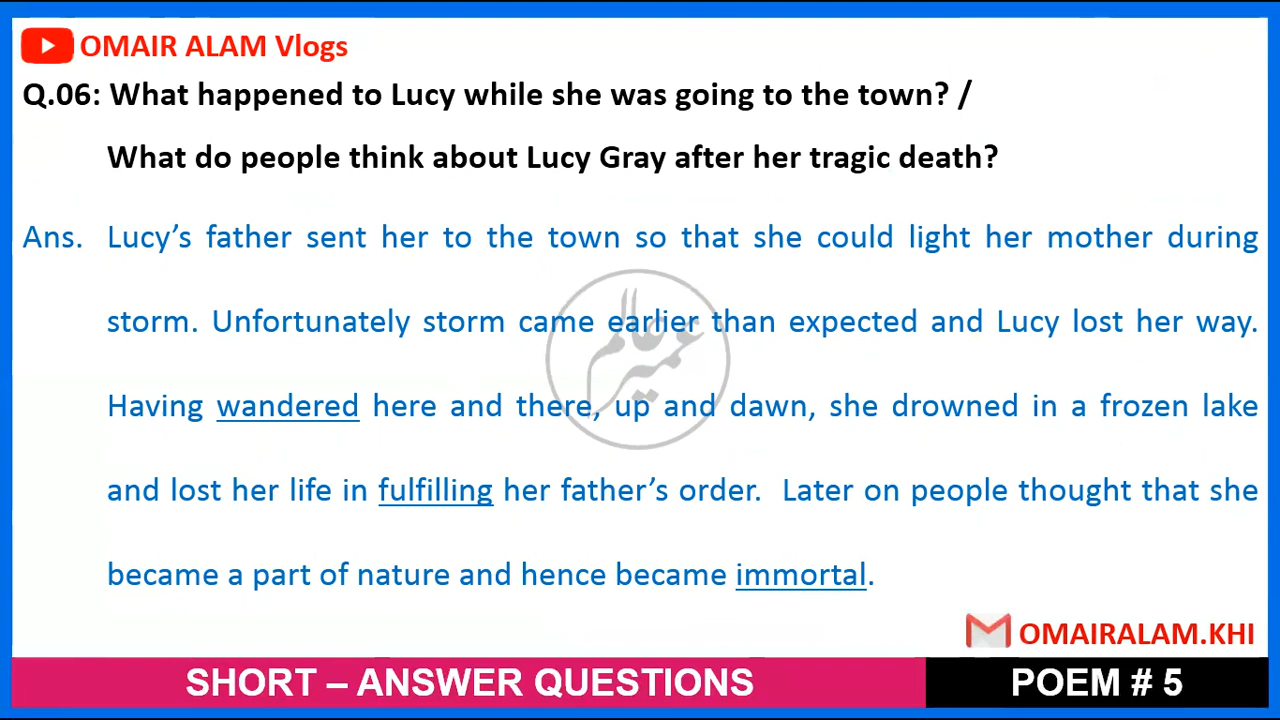 OMAIR ALAM Vlogs
Q.06: What happened to Lucy while she was going to the town? /
What do people think about Lucy Gray after her tragic death?
Ans. Lucy’s father sent her to the town so that she could light her mother during
storm. Unfortunately storm came earlier than expected and Lucy lost her way.
عمیر عالم
Having wandered here and there, up and dawn, she drowned in a frozen lake
and lost her life in fulfilling her father’s order. Later on people thought that she
became a part of nature and hence became immortal.
OMAIRALAM.KHI
SHORT – ANSWER QUESTIONS
POEM # 5